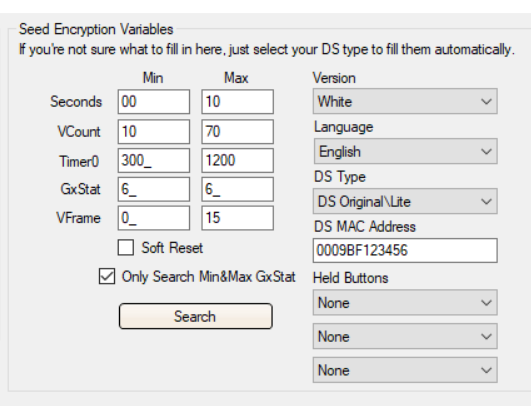 Seed Encryption Variables
If you're not sure what to fill in here, just select your DS type to fill them automatically.
Min Max Version
Seconds 00 10 White
VCount 10 70 Language
English
Timer0 300_ 1200
DS Type
GxStat 6_ 6_ DS Original\Lite
VFrame 0_ 15 DS MAC Address
Soft Reset 0009BF123456
Only Search Min&Max GxStat Held Buttons
None
Search
None
None